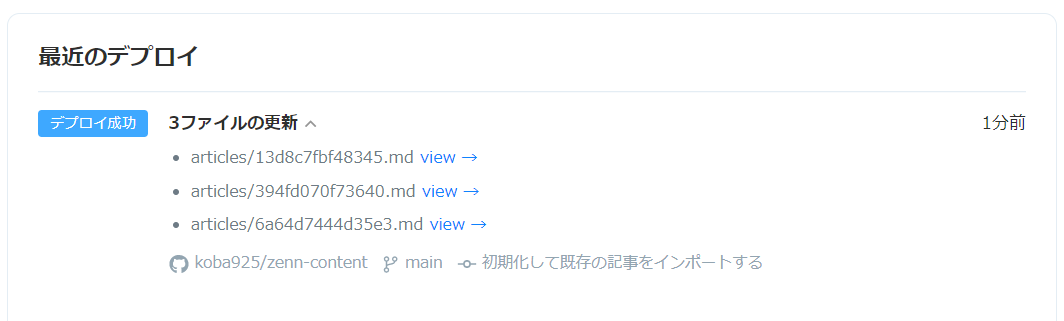 最近のデプロイ
デプロイ成功 3ファイルの更新 1分前
articles/13d8c7fbf48345.md view →
articles/394fd070f73640.md view →
articles/6a64d7444d35e3.md view →
koba925/zenn-content main 初期化して既存の記事をインポートする